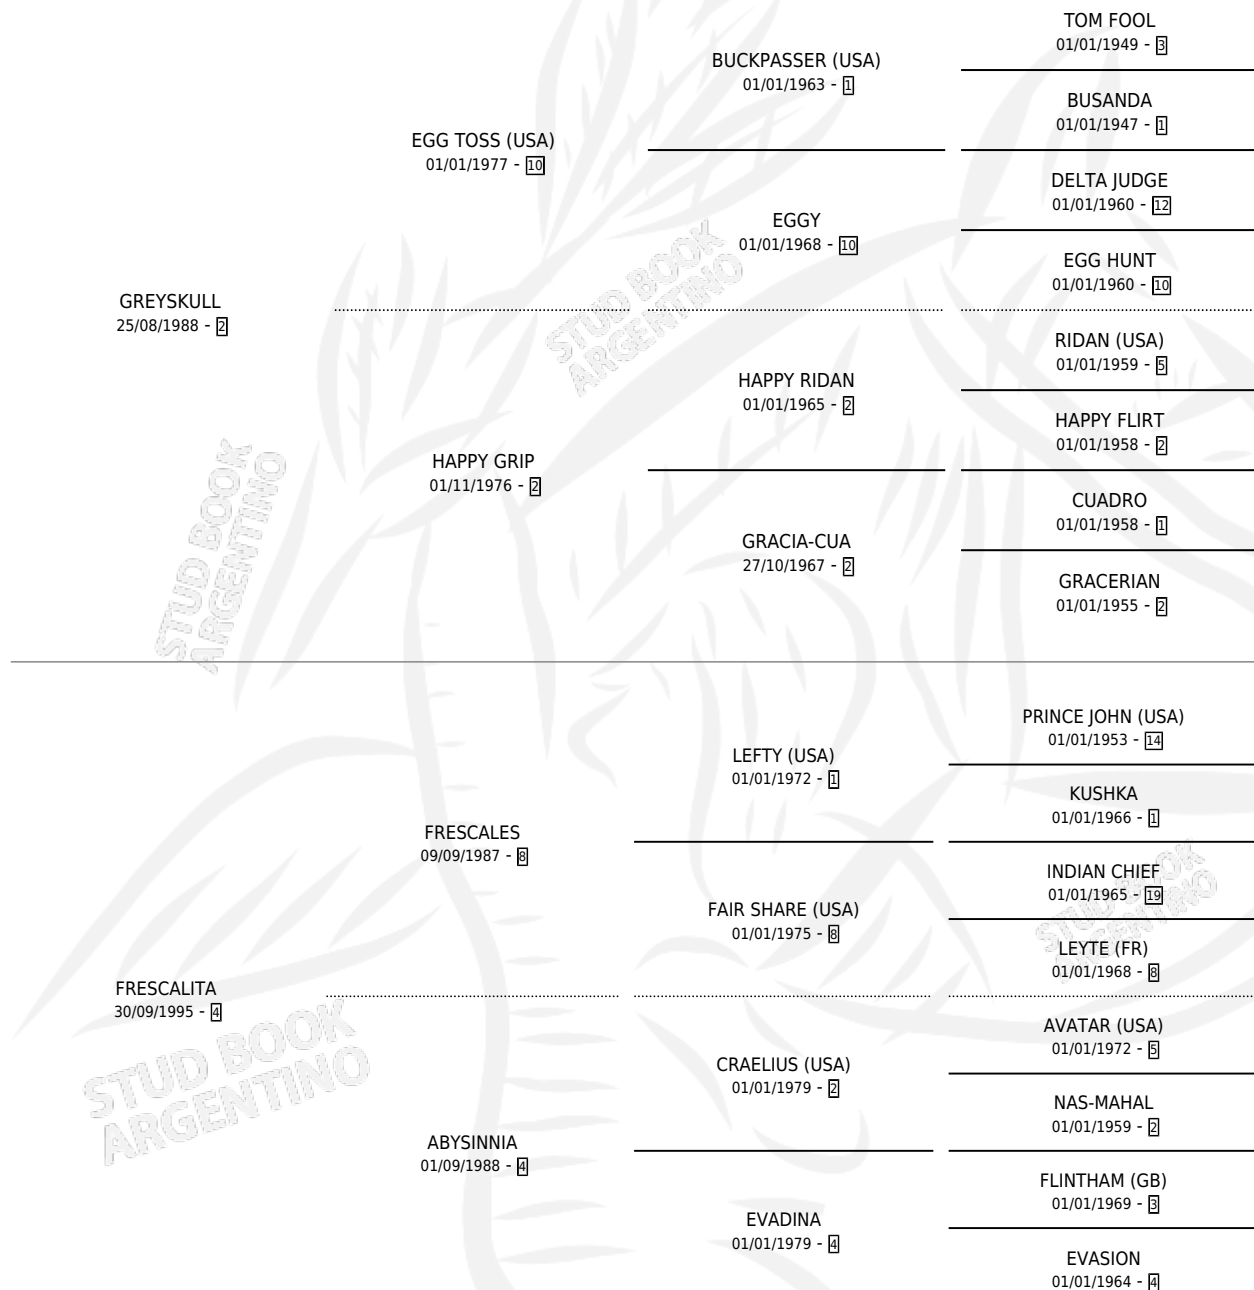 TOM FOOL
01/01/1949 - 3
BUCKPASSER (USA)
01/01/1963 - 1
BUSANDA
01/01/1947 - 1
EGG TOSS (USA)
01/01/1977 - 10
DELTA JUDGE
01/01/1960 - 12
EGGY
01/01/1968 - 10
EGG HUNT
01/01/1960 - 10
GREYSKULL
25/08/1988 - 2
STUD BOOK
ARGENTINO
RIDAN (USA)
01/01/1959 - 5
HAPPY RIDAN
01/01/1965 - 2
HAPPY FLIRT
01/01/1958 - 2
HAPPY GRIP
01/11/1976 - 2
CUADRO
01/01/1958 - 1
GRACIA-CUA
27/10/1967 - 2
GRACERIAN
01/01/1955 - 2
STUD BOOK
ARGENTINO
PRINCE JOHN (USA)
01/01/1953 - 14
LEFTY (USA)
01/01/1972 - 1
KUSHKA
01/01/1966 - 1
FRESCALES
09/09/1987 - 8
INDIAN CHIEF
01/01/1965 - 19
FAIR SHARE (USA)
01/01/1975 - 8
STUD BOOK
ARGENTINO
LEYTE (FR)
01/01/1968 - 8
FRESCALITA
30/09/1995 - 4
AVATAR (USA)
01/01/1972 - 5
CRAELIUS (USA)
01/01/1979 - 2
STUD BOOK
ARGENTINO
NAS-MAHAL
01/01/1959 - 2
ABYSINNIA
01/09/1988 - 4
FLINTHAM (GB)
01/01/1969 - 3
EVADINA
01/01/1979 - 4
EVASION
01/01/1964 - 4